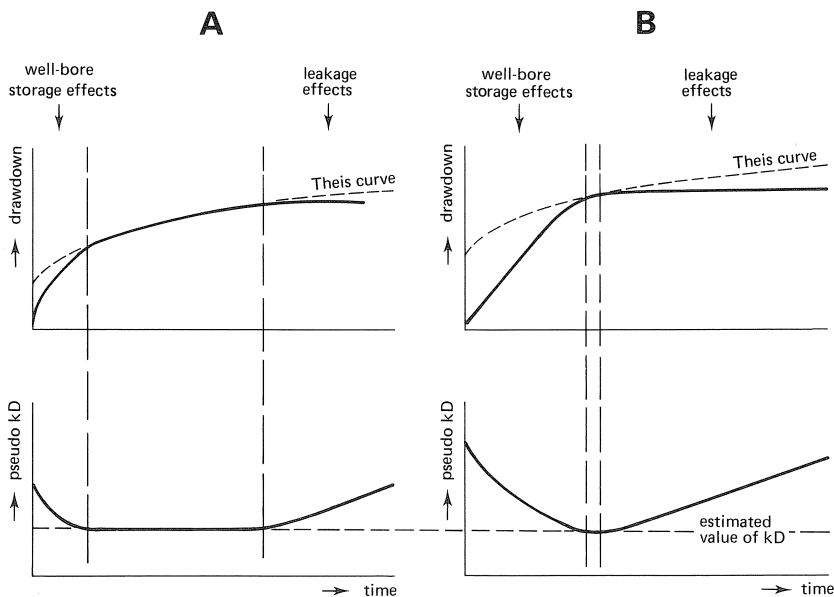 A
B
well-bore
storage effects
leakage
effects
well-bore
storage effects
leakage
effects
drawdown
Theis curve
drawdown
Theis curve
pseudo kD
pseudo kD
estimated
value of kD
time
time